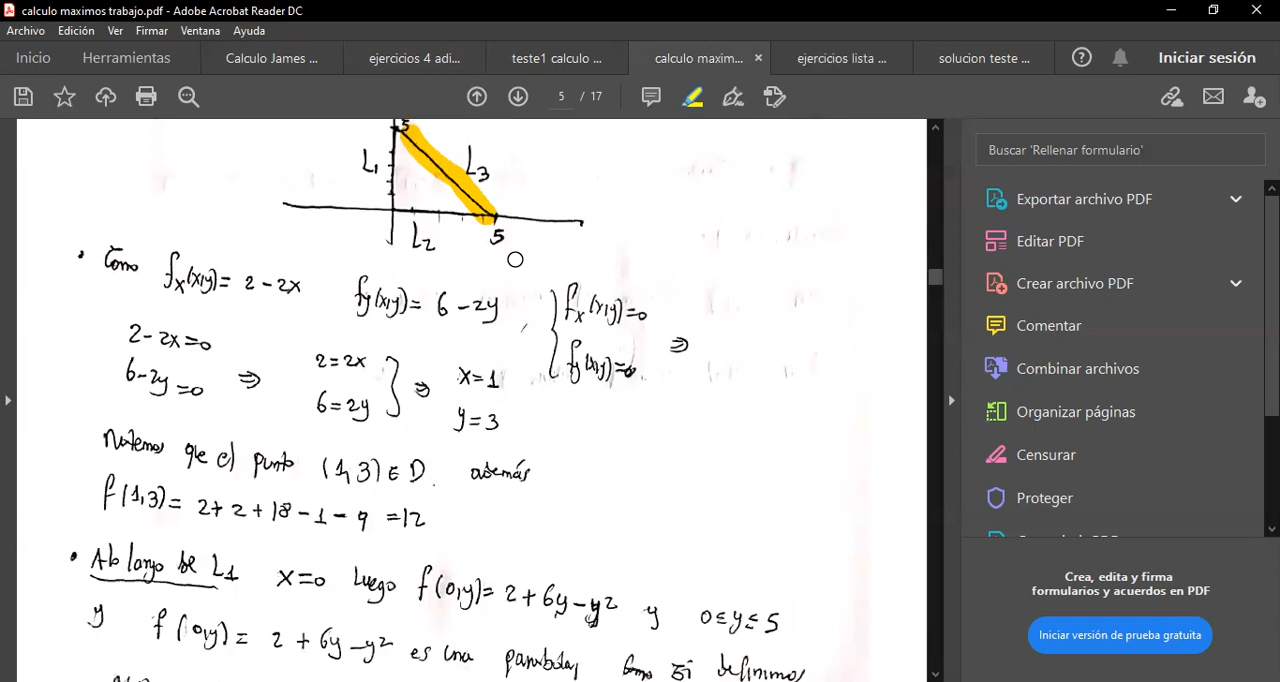 calculo maximos trabajo.pdf - Adobe Acrobat Reader DC
Archivo Edición Ver Firmar Ventana Ayuda
Inicio Herramientas Calculo James ... ejercicios 4 adi... teste1 calculo ... calculo maxim... × ejercicios lista ... solucion teste ... Iniciar sesión
5 / 17
Buscar 'Rellenar formulario'
Exportar archivo PDF
Editar PDF
Crear archivo PDF
Comentar
Combinar archivos
Organizar páginas
Censurar
Proteger
Crea, edita y firma
formularios y acuerdos en PDF
Iniciar versión de prueba gratuita
5
L1 L3
L2 5
• Como fx(x,y)= 2-2x fy(x,y)= 6-2y { fx(x,y)=0
fy(x,y)=0 ⇒
2-2x=0
6-2y=0 ⇒ 2=2x
6=2y } ⇒ x=1
y=3
Notemos que el punto (1,3) ∈ D. además
f(1,3)= 2+2+18-1-9 =12
• A lo largo de L1 x=0 luego f(0,y)= 2+6y-y² y 0≤y≤5
y f(0,y)= 2+6y-y² es una parabola, si definimos